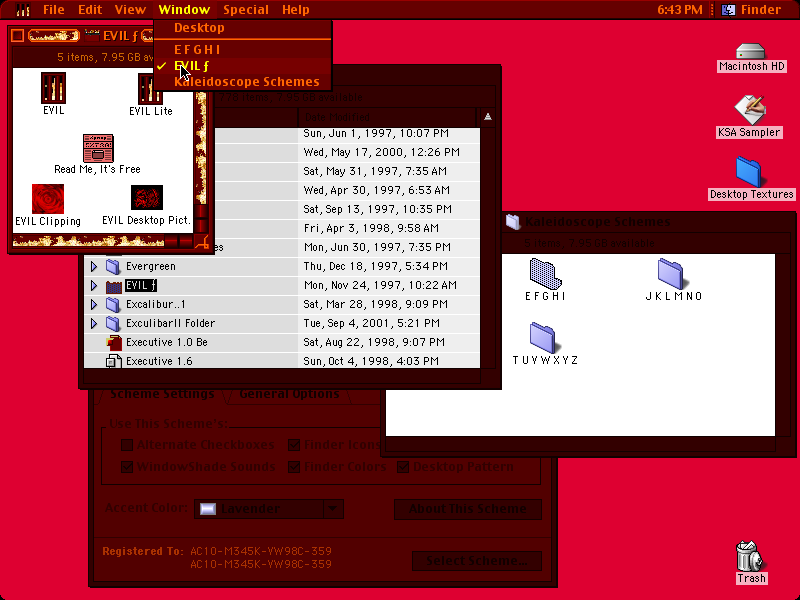 File Edit View Window Special Help 6:43 PM Finder
Desktop
E F G H I
EVIL ƒ
Kaleidoscope Schemes
EVIL ƒ
5 items, 7.95 GB av
EVIL
EVIL Lite
Read Me, It's Free
EVIL Clipping
EVIL Desktop Pict.
items, 7.95 GB available
Date Modified
Sun, Jun 1, 1997, 10:07 PM
Wed, May 17, 2000, 12:26 PM
Sat, May 31, 1997, 7:35 AM
Wed, Apr 30, 1997, 6:53 AM
Sat, Sep 13, 1997, 10:35 PM
Fri, Apr 3, 1998, 9:58 AM
es Mon, Jun 30, 1997, 7:35 PM
Evergreen Thu, Dec 18, 1997, 5:34 PM
EVIL ƒ Mon, Nov 24, 1997, 10:22 AM
Excalibur..1 Sat, Mar 28, 1998, 9:09 PM
ExculibarII Folder Tue, Sep 4, 2001, 5:21 PM
Executive 1.0 Be Sat, Aug 22, 1998, 9:07 PM
Executive 1.6 Sun, Oct 4, 1998, 4:03 PM
Kaleidoscope Schemes
5 items, 7.95 GB available
E F G H I
J K L M N O
T U V W X Y Z
Macintosh HD
KSA Sampler
Desktop Textures
Trash
Scheme Settings General Options
Use This Scheme's:
Alternate Checkboxes Finder Icons
WindowShade Sounds Finder Colors Desktop Pattern
Accent Color: Lavender About This Scheme
Registered To: AC10-M345K-YW98C-359
AC10-M345K-YW98C-359
Select Scheme...